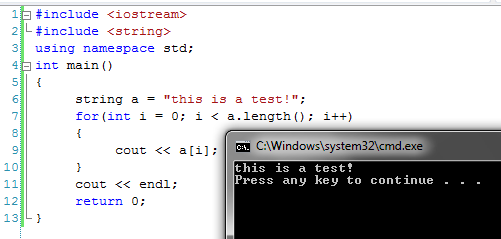 1 #include <iostream>
2 #include <string>
3 using namespace std;
4 int main()
5 {
6 string a = "this is a test!";
7 for(int i = 0; i < a.length(); i++)
8 {
9 cout << a[i];
10 }
11 cout << endl;
12 return 0;
13 }
C:\Windows\system32\cmd.exe
this is a test!
Press any key to continue . . .